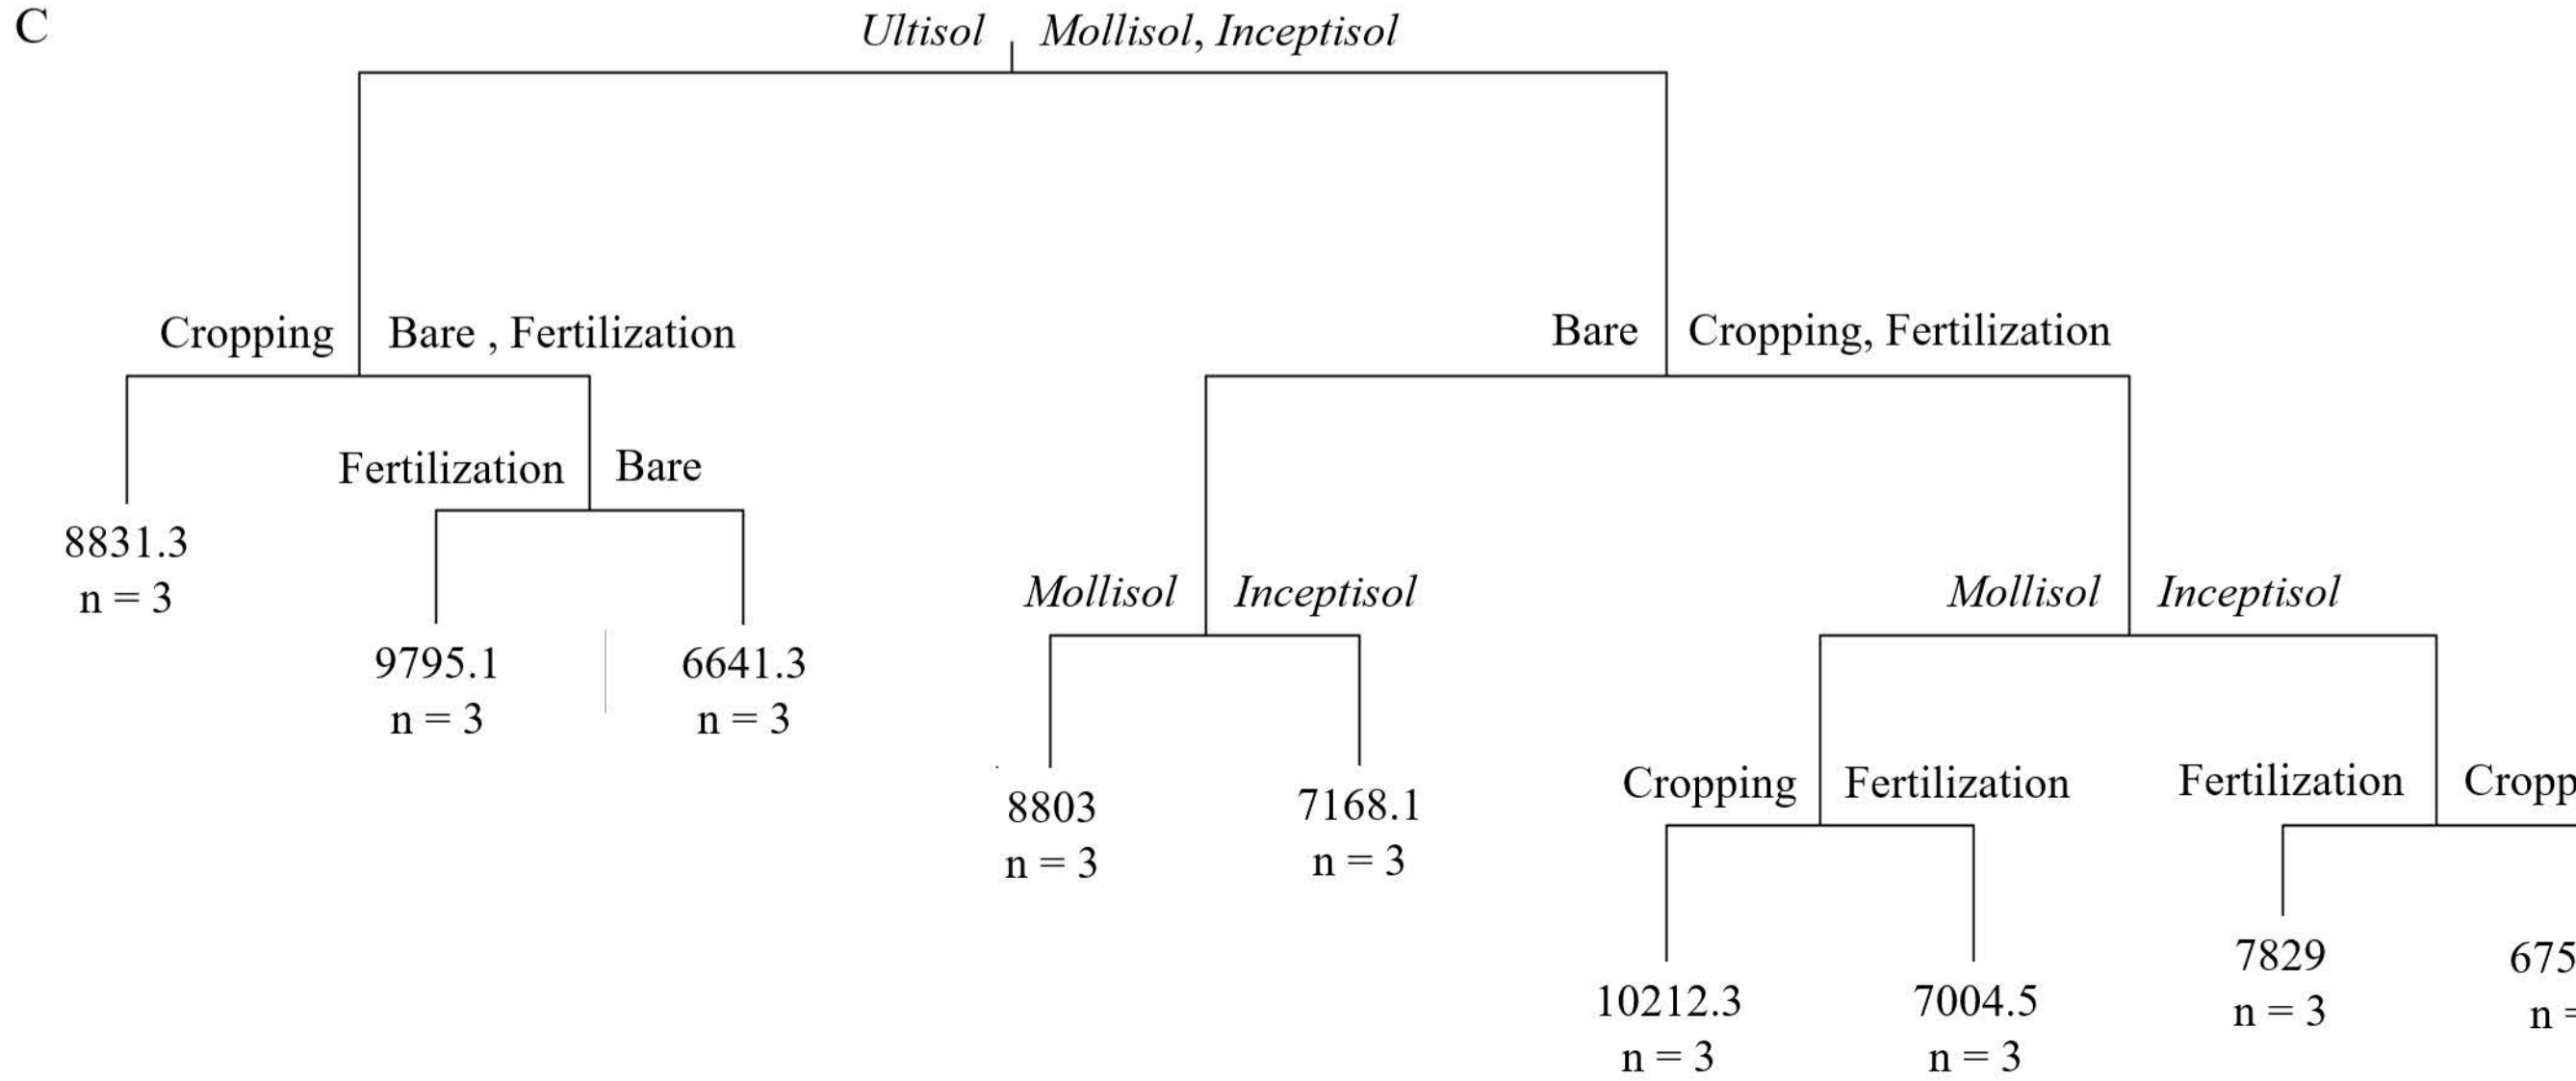 C
Ultisol Mollisol, Inceptisol
Cropping Bare , Fertilization
Bare Cropping, Fertilization
Fertilization Bare
8831.3
n = 3
9795.1
n = 3
6641.3
n = 3
Mollisol Inceptisol
8803
n = 3
7168.1
n = 3
Mollisol Inceptisol
Cropping Fertilization
10212.3
n = 3
7004.5
n = 3
Fertilization Cropp
7829
n = 3
675
n =